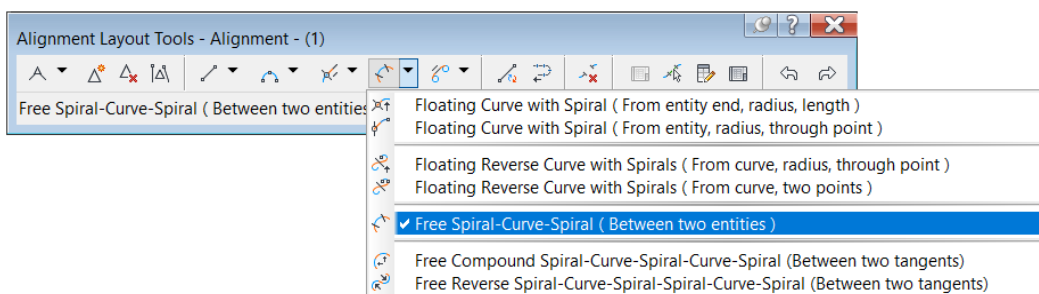 Alignment Layout Tools - Alignment - (1)
Free Spiral-Curve-Spiral ( Between two entities
Floating Curve with Spiral ( From entity end, radius, length )
Floating Curve with Spiral ( From entity, radius, through point )
Floating Reverse Curve with Spirals ( From curve, radius, through point )
Floating Reverse Curve with Spirals ( From curve, two points )
Free Spiral-Curve-Spiral ( Between two entities )
Free Compound Spiral-Curve-Spiral-Curve-Spiral (Between two tangents)
Free Reverse Spiral-Curve-Spiral-Spiral-Curve-Spiral (Between two tangents)